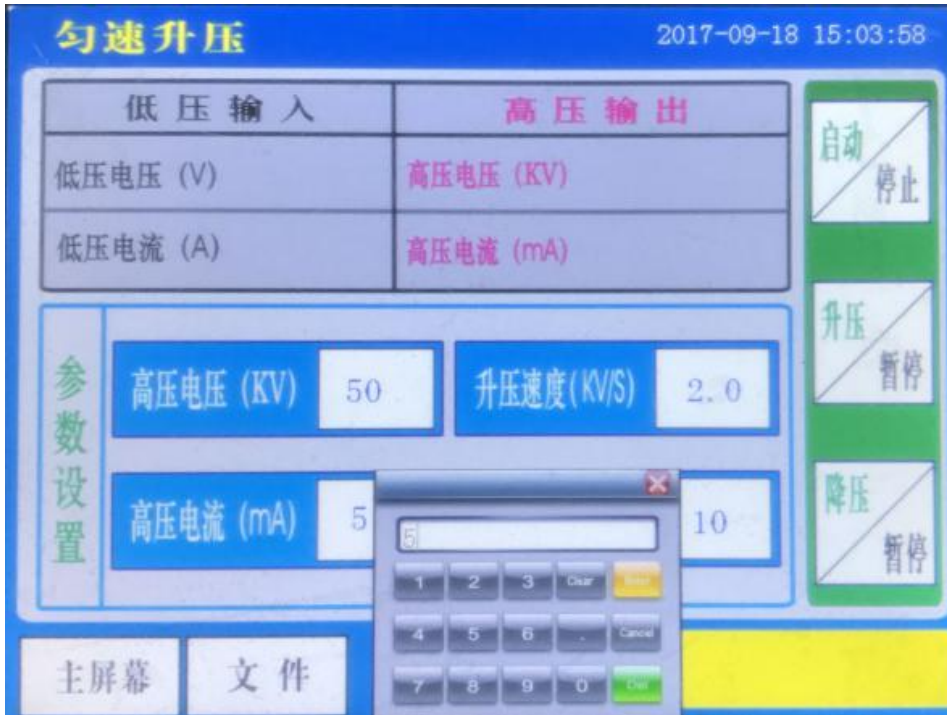 匀速升压
2017-09-18 15:03:58
低压输入 高压输出
低压电压 (V) 高压电压 (KV)
低压电流 (A) 高压电流 (mA)
启动 停止
升压 暂停
降压 暂停
参数设置
高压电压 (KV) 50 升压速度(KV/S) 2.0
高压电流 (mA) 5 10
5
1 2 3 Clear
4 5 6 . Cancel
7 8 9 0
主屏幕 文件